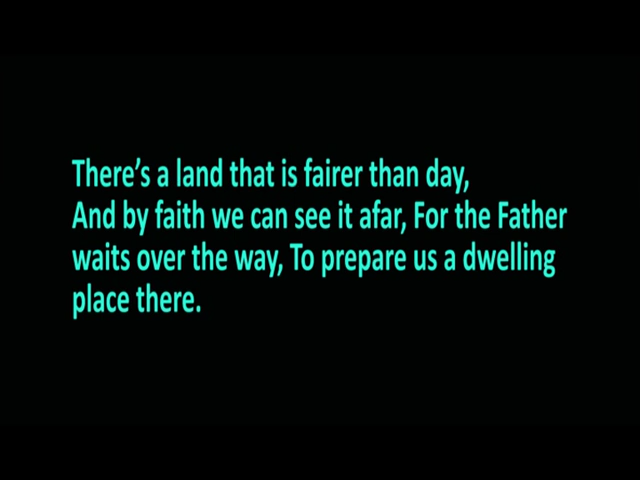 There’s a land that is fairer than day,
And by faith we can see it afar, For the Father
waits over the way, To prepare us a dwelling
place there.